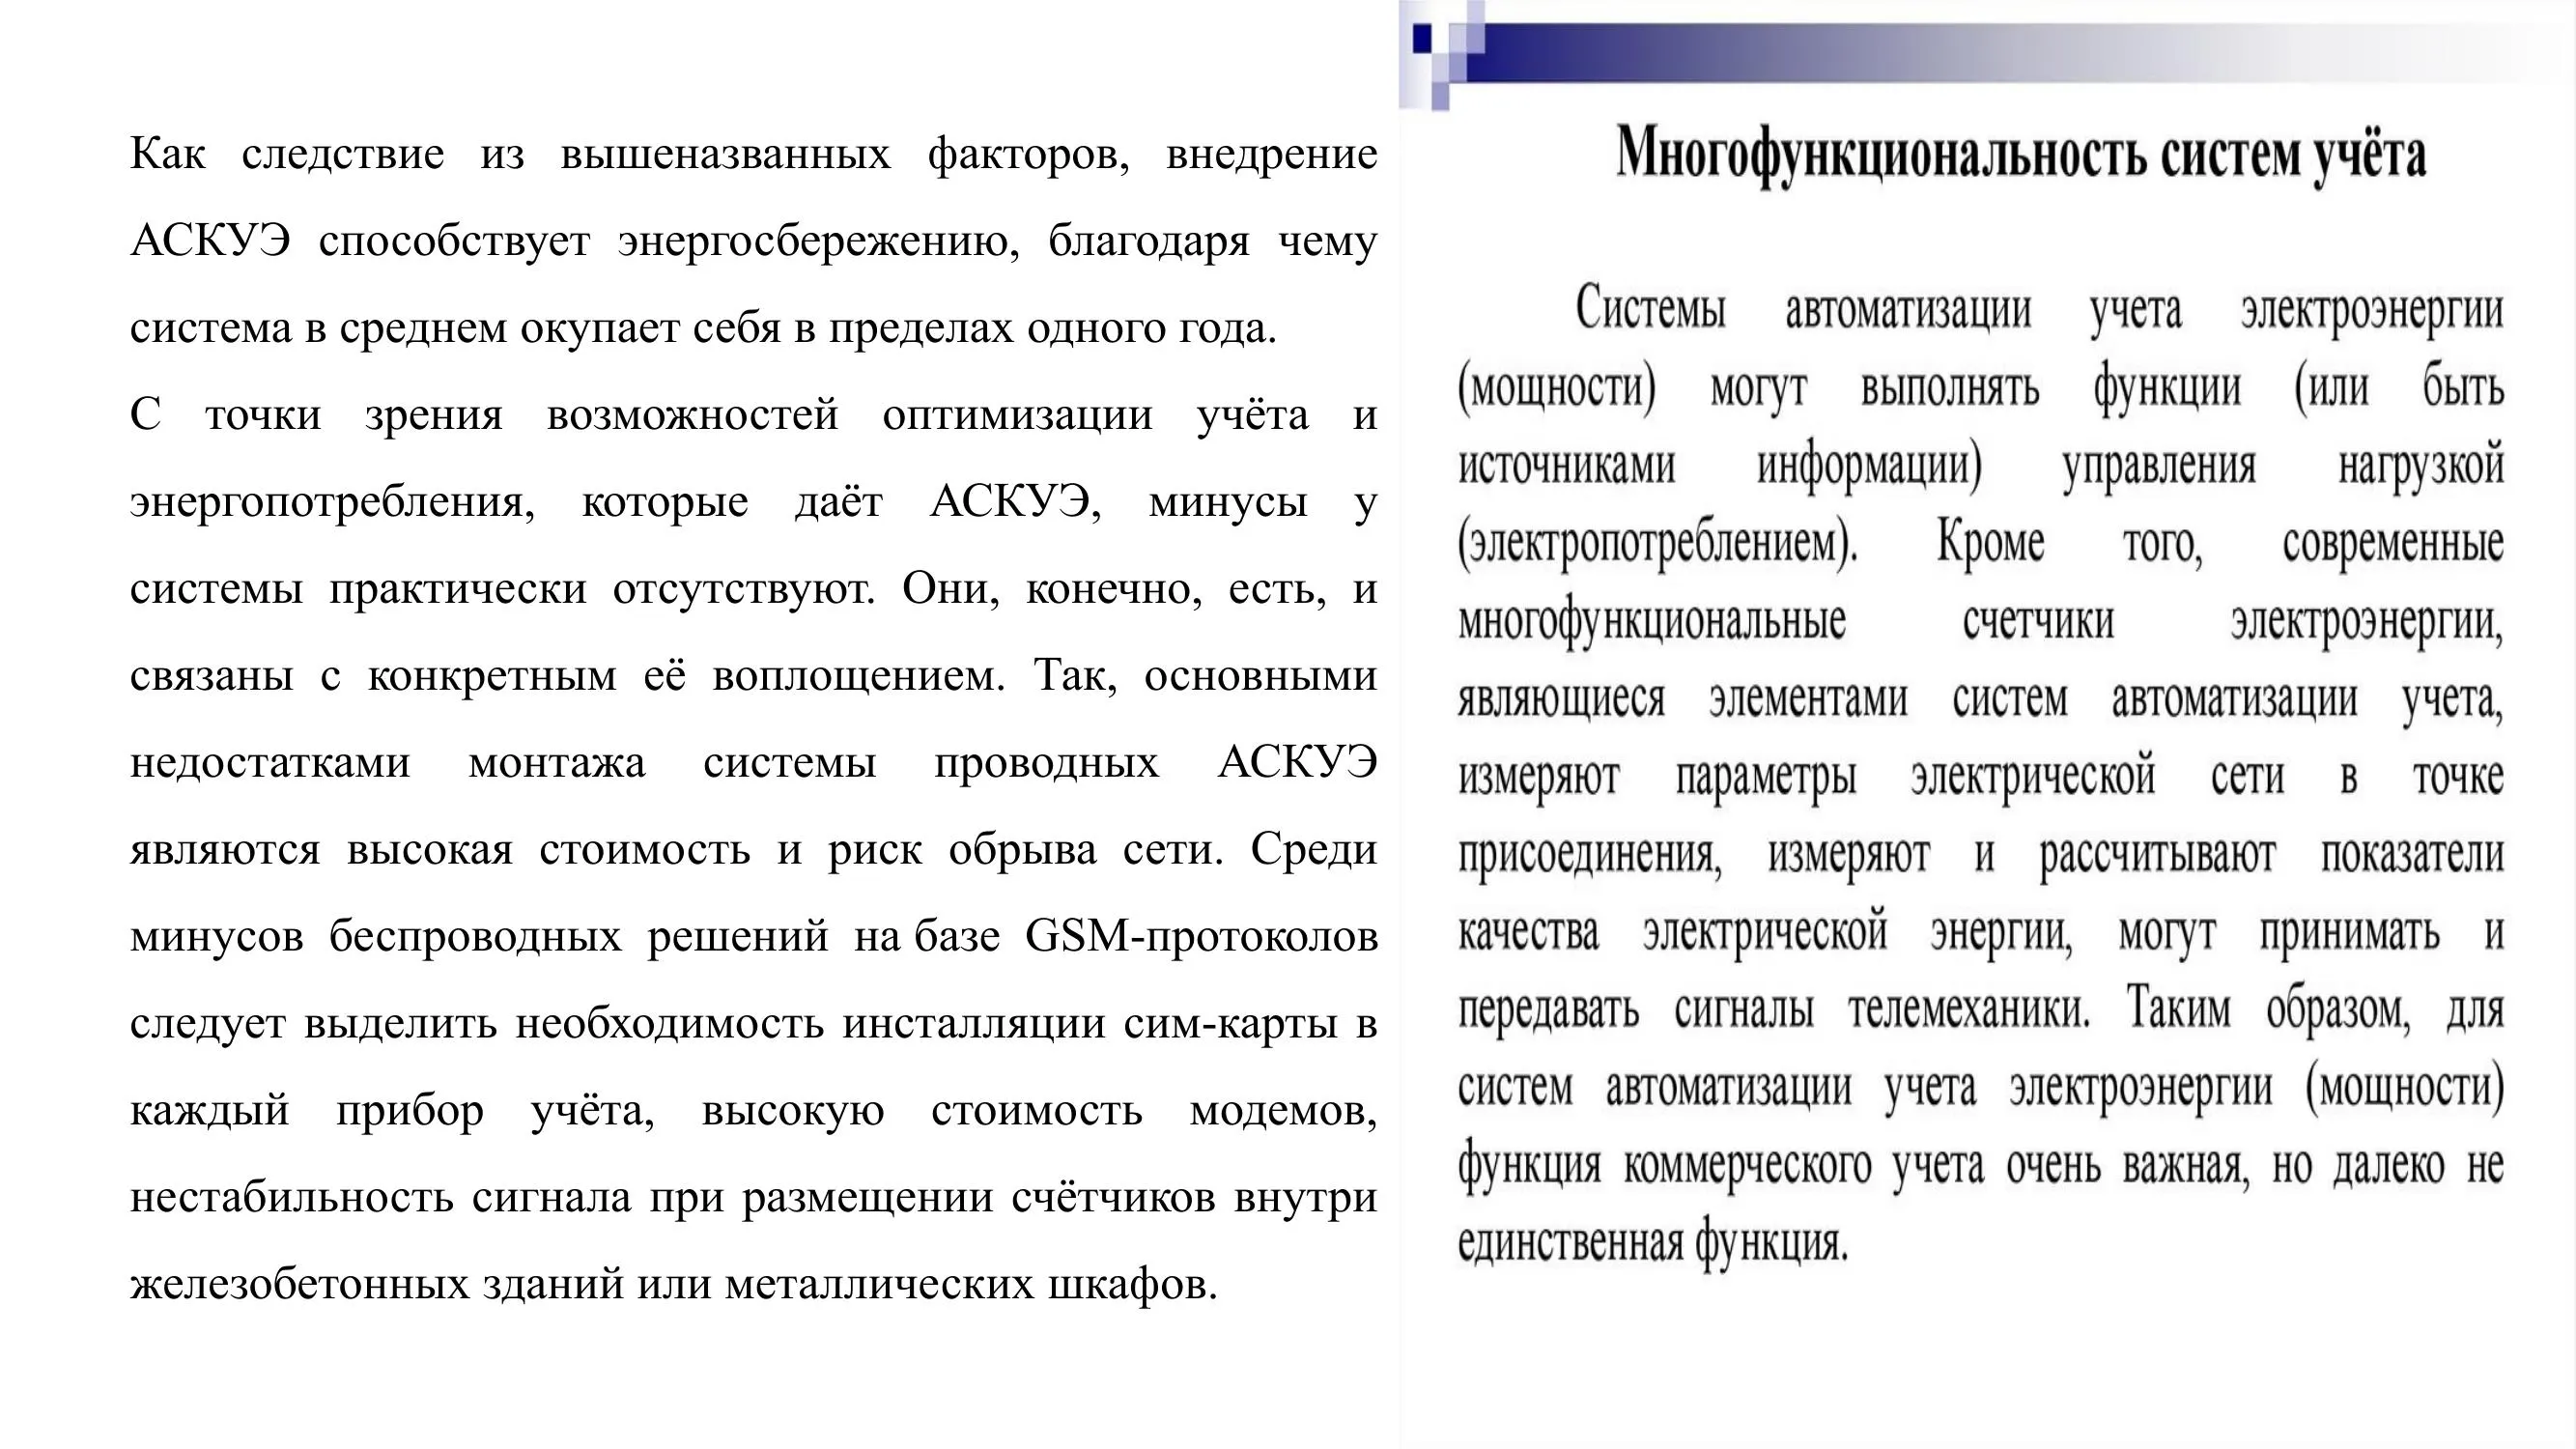 Как следствие из вышеназванных факторов, внедрение
АСКУЭ способствует энергосбережению, благодаря чему
система в среднем окупает себя в пределах одного года.
С точки зрения возможностей оптимизации учёта и
энергопотребления, которые даёт АСКУЭ, минусы у
системы практически отсутствуют. Они, конечно, есть, и
связаны с конкретным её воплощением. Так, основными
недостатками монтажа системы проводных АСКУЭ
являются высокая стоимость и риск обрыва сети. Среди
минусов беспроводных решений на базе GSM-протоколов
следует выделить необходимость инсталляции сим-карты в
каждый прибор учёта, высокую стоимость модемов,
нестабильность сигнала при размещении счётчиков внутри
железобетонных зданий или металлических шкафов.
Многофункциональность систем учёта
Системы автоматизации учета электроэнергии
(мощности) могут выполнять функции (или быть
источниками информации) управления нагрузкой
(электропотреблением). Кроме того, современные
многофункциональные счетчики электроэнергии,
являющиеся элементами систем автоматизации учета,
измеряют параметры электрической сети в точке
присоединения, измеряют и рассчитывают показатели
качества электрической энергии, могут принимать и
передавать сигналы телемеханики. Таким образом, для
систем автоматизации учета электроэнергии (мощности)
функция коммерческого учета очень важная, но далеко не
единственная функция.